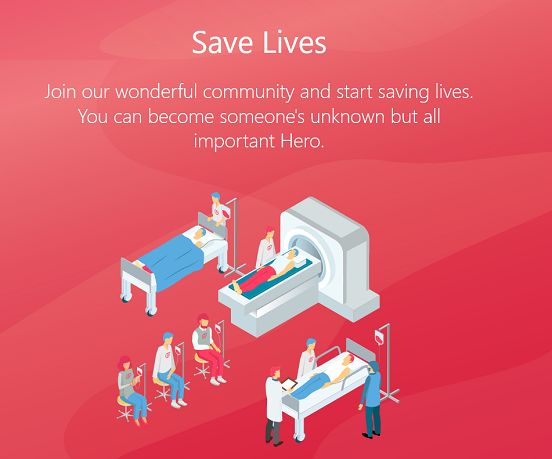 Save Lives
Join our wonderful community and start saving lives.
You can become someone's unknown but all
important Hero.